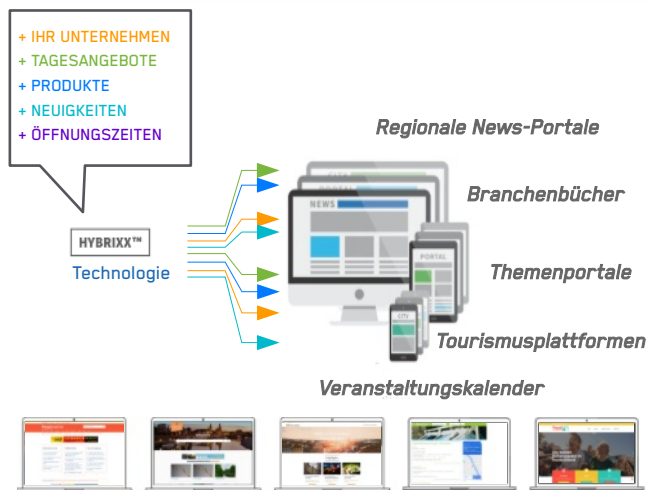 + IHR UNTERNEHMEN
+ TAGESANGEBOTE
+ PRODUKTE
+ NEUIGKEITEN
+ ÖFFNUNGSZEITEN
HYBRIXX™
Technologie
Regionale News-Portale
Branchenbücher
Themenportale
Tourismusplattformen
Veranstaltungskalender
NEWS
PORTAL
CITY